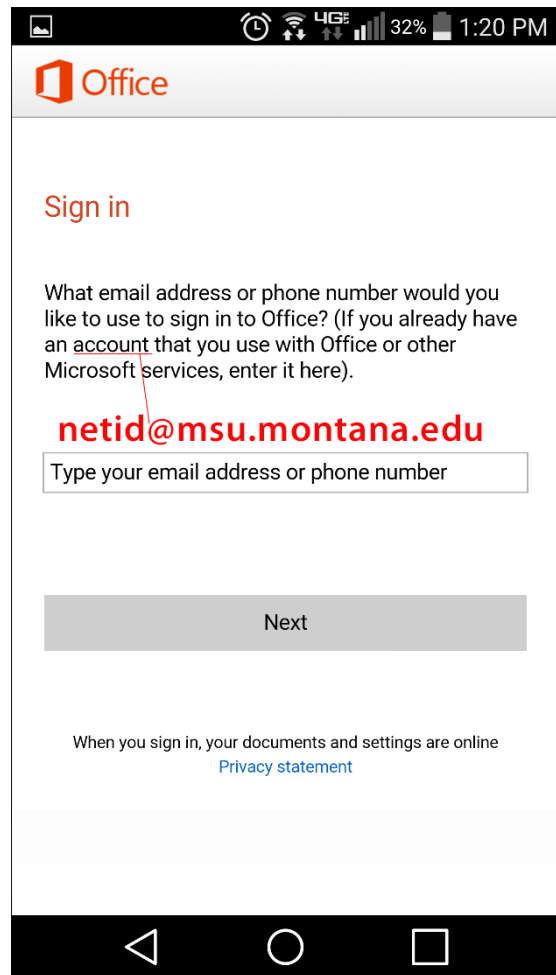 4GE 32% 1:20 PM
Office
Sign in
What email address or phone number would you
like to use to sign in to Office? (If you already have
an account that you use with Office or other
Microsoft services, enter it here).
netid@msu.montana.edu
Type your email address or phone number
Next
When you sign in, your documents and settings are online
Privacy statement